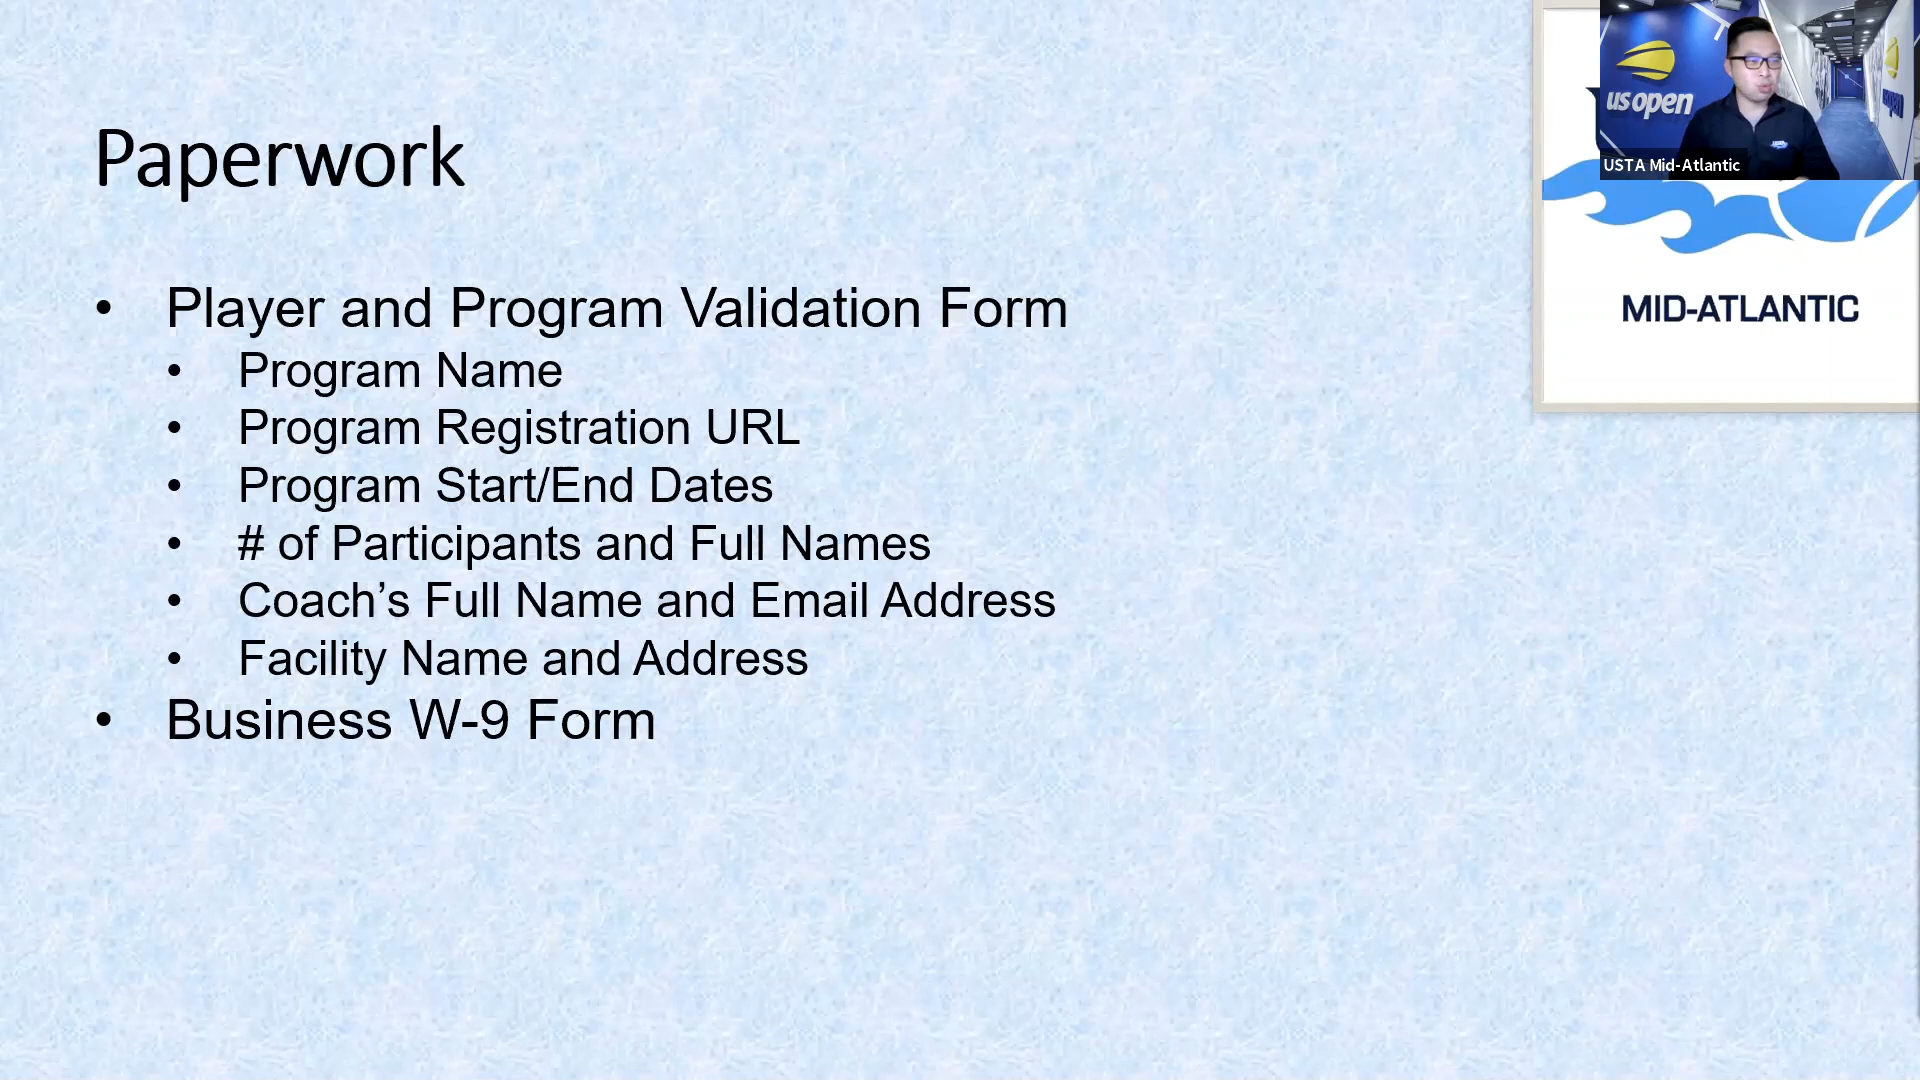 Paperwork
• Player and Program Validation Form
• Program Name
• Program Registration URL
• Program Start/End Dates
• # of Participants and Full Names
• Coach’s Full Name and Email Address
• Facility Name and Address
• Business W-9 Form
us open
USTA Mid-Atlantic
MID-ATLANTIC